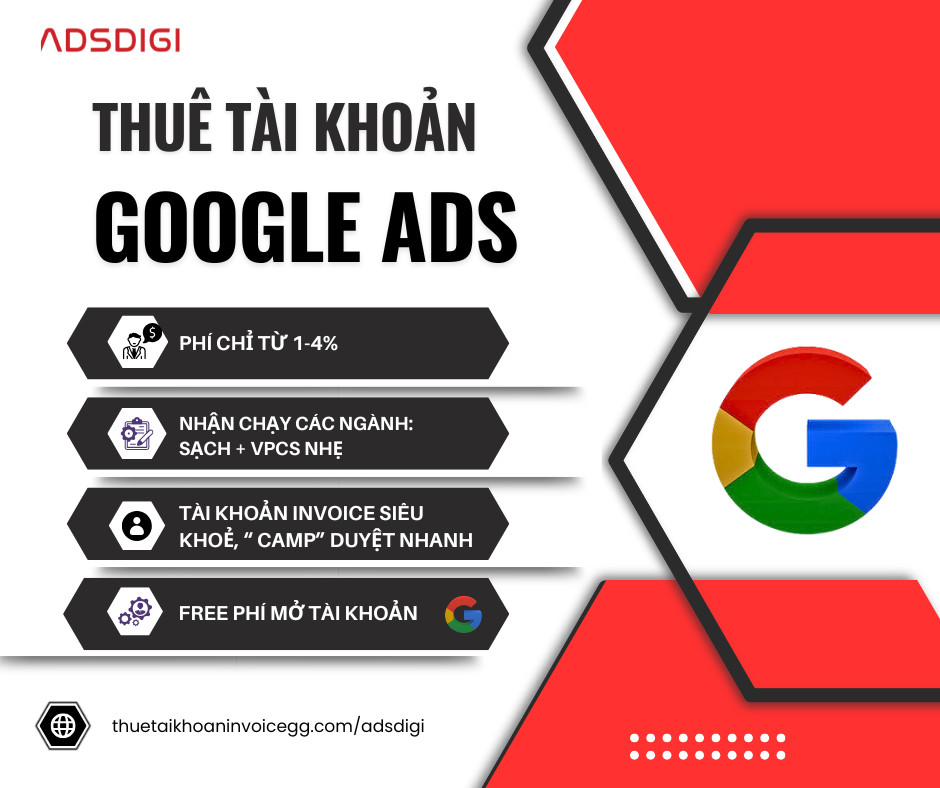 ADSDIGI
THUÊ TÀI KHOẢN
GOOGLE ADS
PHÍ CHỈ TỪ 1-4%
NHẬN CHẠY CÁC NGÀNH:
SẠCH + VPCS NHẸ
TÀI KHOẢN INVOICE SIÊU
KHOẺ, “ CAMP” DUYỆT NHANH
FREE PHÍ MỞ TÀI KHOẢN
thuetaikhoaninvoicegg.com/adsdigi